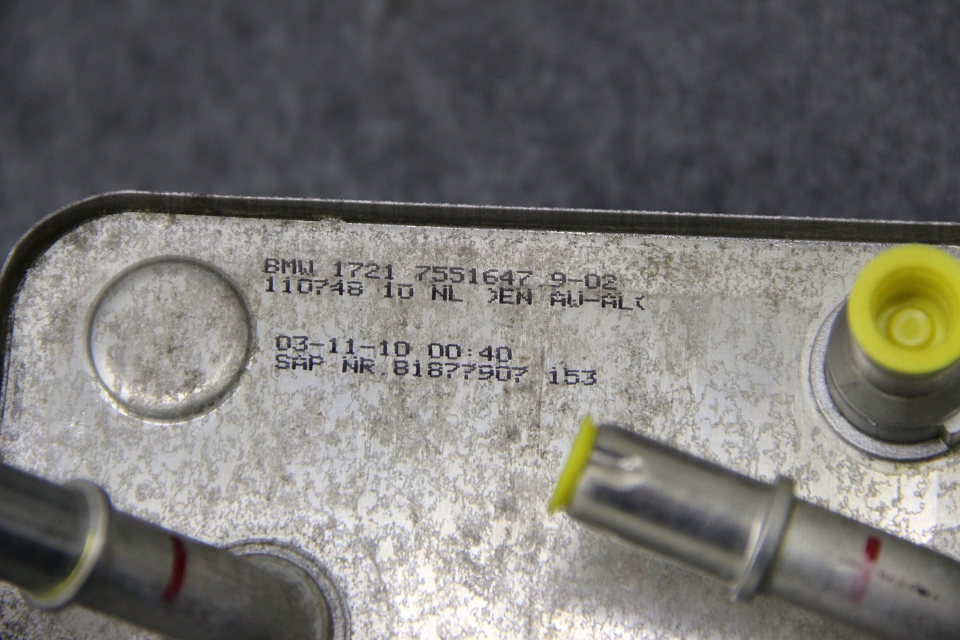 BMW 1721 7551647 9-02
110748 10 NL >EN AW-AL<
03-11-10 00:40
SAP NR.81877907 153